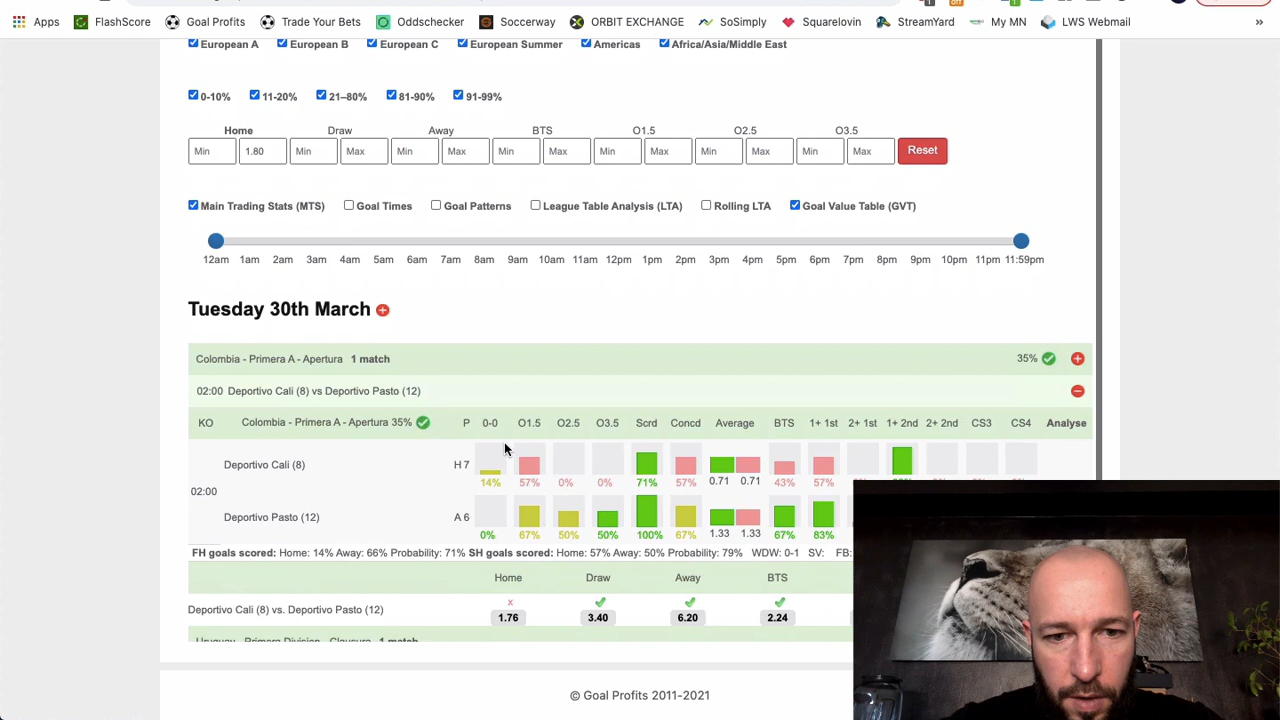 Apps FlashScore Goal Profits Trade Your Bets Oddschecker Soccerway ORBIT EXCHANGE SoSimply Squarelovin StreamYard My MN LWS Webmail »
European A European B European C European Summer Americas Africa/Asia/Middle East
0-10% 11-20% 21–80% 81-90% 91-99%
Home Draw Away BTS O1.5 O2.5 O3.5
Min 1.80 Min Max Min Max Min Max Min Max Min Max Min Max Reset
Main Trading Stats (MTS) Goal Times Goal Patterns League Table Analysis (LTA) Rolling LTA Goal Value Table (GVT)
12am 1am 2am 3am 4am 5am 6am 7am 8am 9am 10am 11am 12pm 1pm 2pm 3pm 4pm 5pm 6pm 7pm 8pm 9pm 10pm 11pm 11:59pm
Tuesday 30th March
Colombia - Primera A - Apertura 1 match 35%
02:00 Deportivo Cali (8) vs Deportivo Pasto (12)
KO Colombia - Primera A - Apertura 35% P 0-0 O1.5 O2.5 O3.5 Scrd Concd Average BTS 1+ 1st 2+ 1st 1+ 2nd 2+ 2nd CS3 CS4 Analyse
Deportivo Cali (8) H 7
14% 57% 0% 0% 71% 57% 0.71 0.71 43% 57%
02:00
Deportivo Pasto (12) A 6
0% 67% 50% 50% 100% 67% 1.33 1.33 67% 83%
FH goals scored: Home: 14% Away: 66% Probability: 71% SH goals scored: Home: 57% Away: 50% Probability: 79% WDW: 0-1 SV: FB:
Home Draw Away BTS
Deportivo Cali (8) vs. Deportivo Pasto (12) x
1.76 3.40 6.20 2.24
Uruguay - Primera Division - Clausura 1 match
© Goal Profits 2011-2021